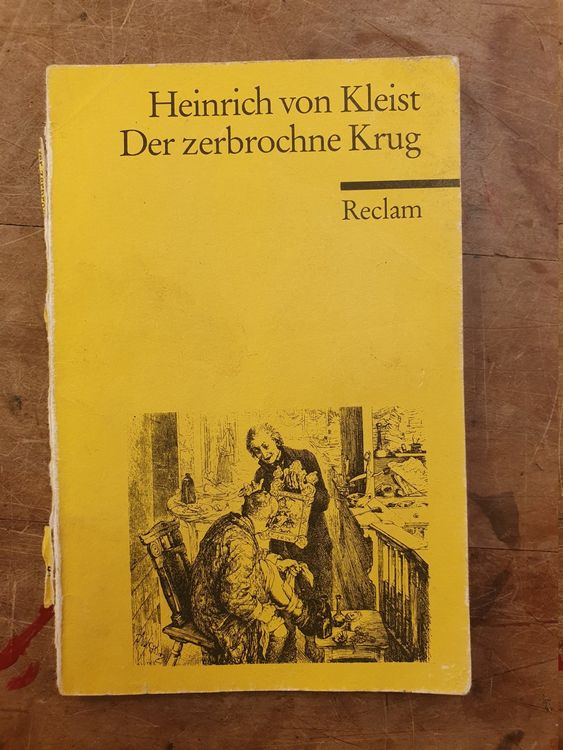 Heinrich von Kleist
Der zerbrochne Krug
Reclam